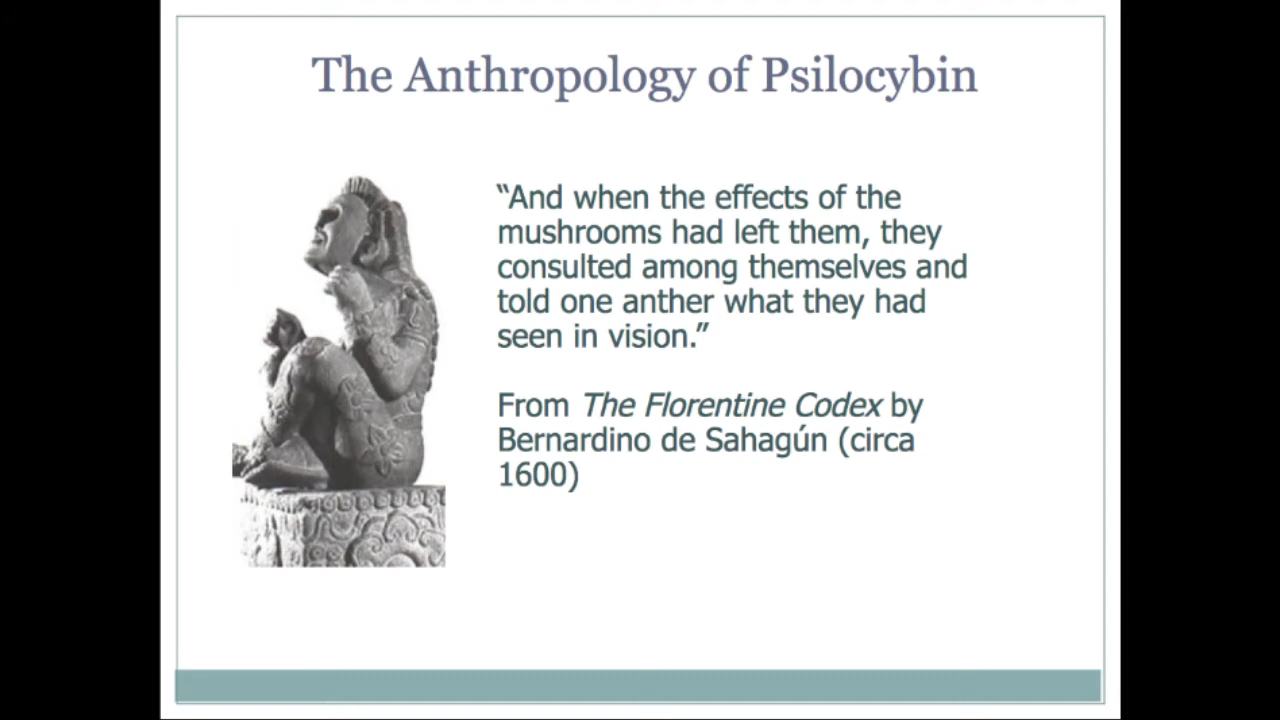 The Anthropology of Psilocybin
“And when the effects of the
mushrooms had left them, they
consulted among themselves and
told one anther what they had
seen in vision.”
From The Florentine Codex by
Bernardino de Sahagún (circa
1600)